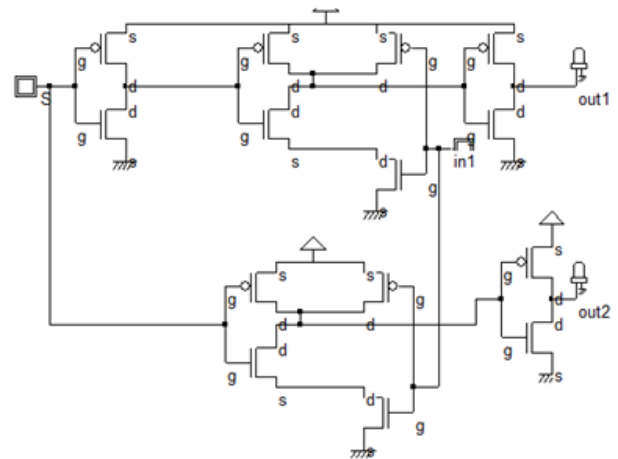 s s s s
g g g g g
S d d d d out1
d d d d
g g g
s in1
s d s
g
s
s s s
g g g
d d d out2
d d
g g
s d s
g
s